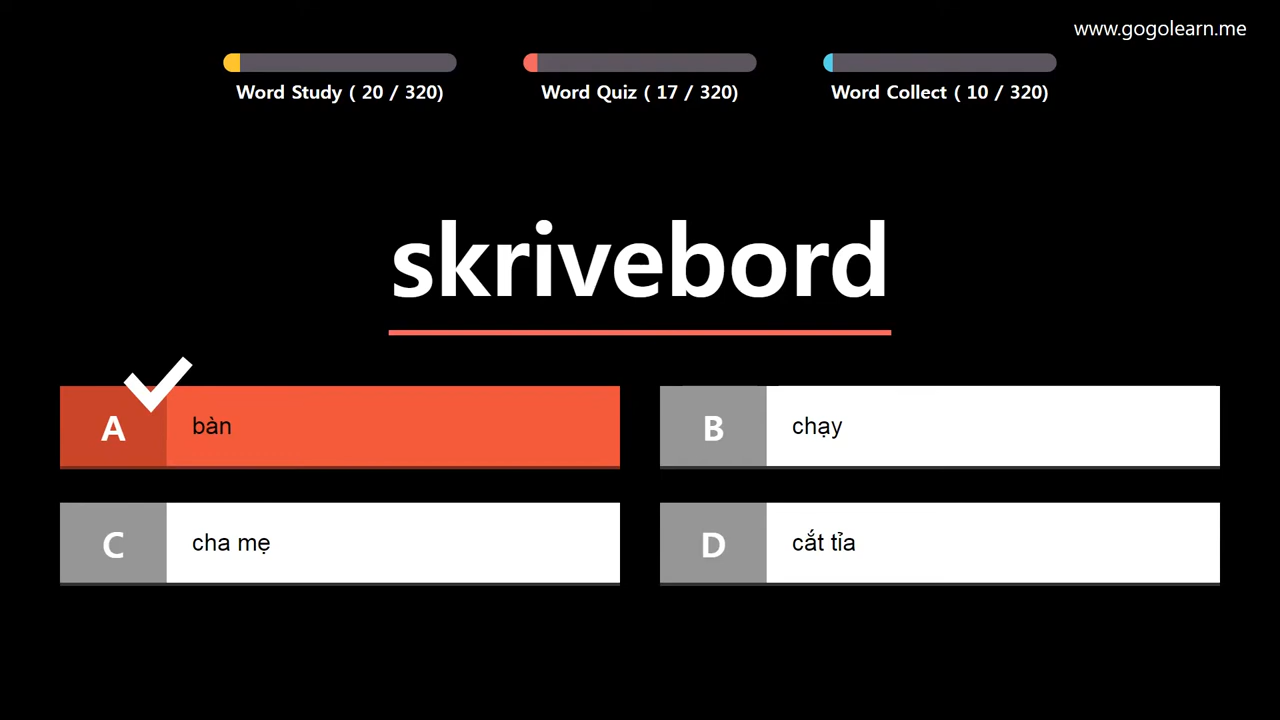 www.gogolearn.me
Word Study ( 20 / 320)
Word Quiz ( 17 / 320)
Word Collect ( 10 / 320)
skrivebord
A bàn
B chạy
C cha mẹ
D cắt tỉa